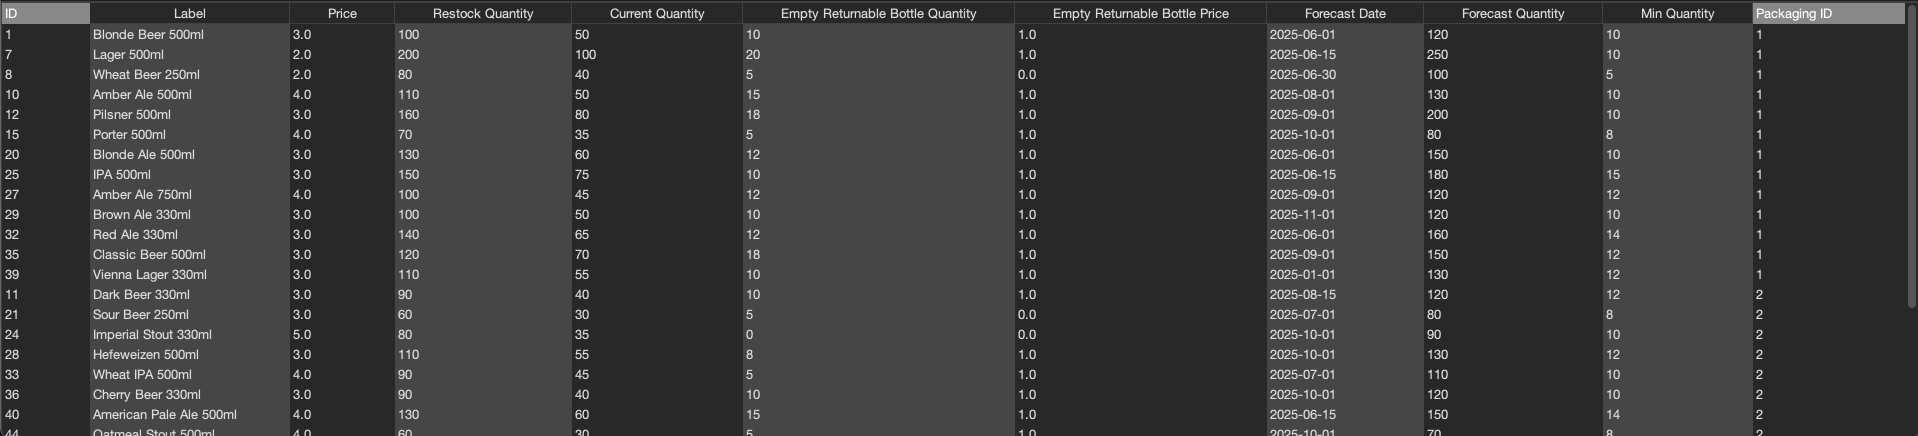 ID Label Price Restock Quantity Current Quantity Empty Returnable Bottle Quantity Empty Returnable Bottle Price Forecast Date Forecast Quantity Min Quantity Packaging ID
1 Blonde Beer 500ml 3.0 100 50 10 1.0 2025-06-01 120 10 1
7 Lager 500ml 2.0 200 100 20 1.0 2025-06-15 250 10 1
8 Wheat Beer 250ml 2.0 80 40 5 0.0 2025-06-30 100 5 1
10 Amber Ale 500ml 4.0 110 50 15 1.0 2025-08-01 130 10 1
12 Pilsner 500ml 3.0 160 80 18 1.0 2025-09-01 200 10 1
15 Porter 500ml 4.0 70 35 5 1.0 2025-10-01 80 8 1
20 Blonde Ale 500ml 3.0 130 60 12 1.0 2025-06-01 150 10 1
25 IPA 500ml 3.0 150 75 10 1.0 2025-06-15 180 15 1
27 Amber Ale 750ml 4.0 100 45 12 1.0 2025-09-01 120 12 1
29 Brown Ale 330ml 3.0 100 50 10 1.0 2025-11-01 120 10 1
32 Red Ale 330ml 3.0 140 65 12 1.0 2025-06-01 160 14 1
35 Classic Beer 500ml 3.0 120 70 18 1.0 2025-09-01 150 12 1
39 Vienna Lager 330ml 3.0 110 55 10 1.0 2025-01-01 130 12 1
11 Dark Beer 330ml 3.0 90 40 10 1.0 2025-08-15 120 12 2
21 Sour Beer 250ml 3.0 60 30 5 0.0 2025-07-01 80 8 2
24 Imperial Stout 330ml 5.0 80 35 0 0.0 2025-10-01 90 10 2
28 Hefeweizen 500ml 3.0 110 55 8 1.0 2025-10-01 130 12 2
33 Wheat IPA 500ml 4.0 90 45 5 1.0 2025-07-01 110 10 2
36 Cherry Beer 330ml 3.0 90 40 10 1.0 2025-10-01 120 10 2
40 American Pale Ale 500ml 4.0 130 60 15 1.0 2025-06-15 150 14 2
44 Oatmeal Stout 500ml 4.0 60 30 5 1.0 2025-10-01 70 8 2